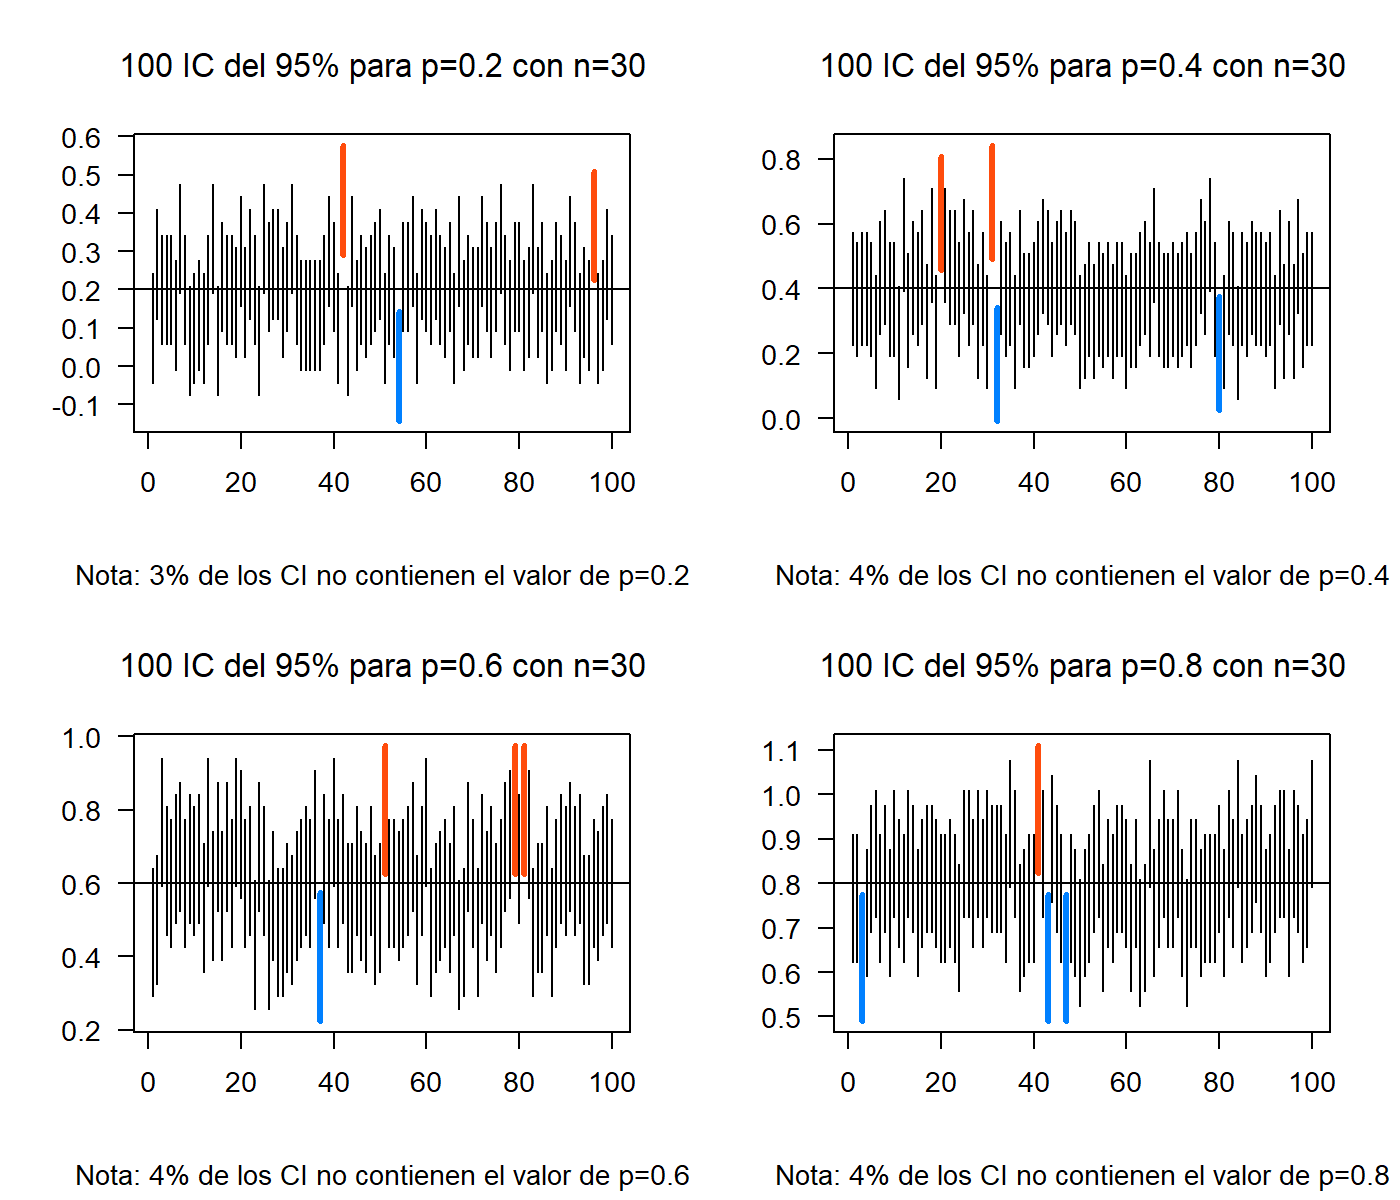 100 IC del 95% para p=0.2 con n=30
0.6
0.5
0.4
0.3
0.2
0.1
0.0
-0.1
0 20 40 60 80 100
Nota: 3% de los CI no contienen el valor de p=0.2
100 IC del 95% para p=0.4 con n=30
0.8
0.6
0.4
0.2
0.0
0 20 40 60 80 100
Nota: 4% de los CI no contienen el valor de p=0.4
100 IC del 95% para p=0.6 con n=30
1.0
0.8
0.6
0.4
0.2
0 20 40 60 80 100
Nota: 4% de los CI no contienen el valor de p=0.6
100 IC del 95% para p=0.8 con n=30
1.1
1.0
0.9
0.8
0.7
0.6
0.5
0 20 40 60 80 100
Nota: 4% de los CI no contienen el valor de p=0.8